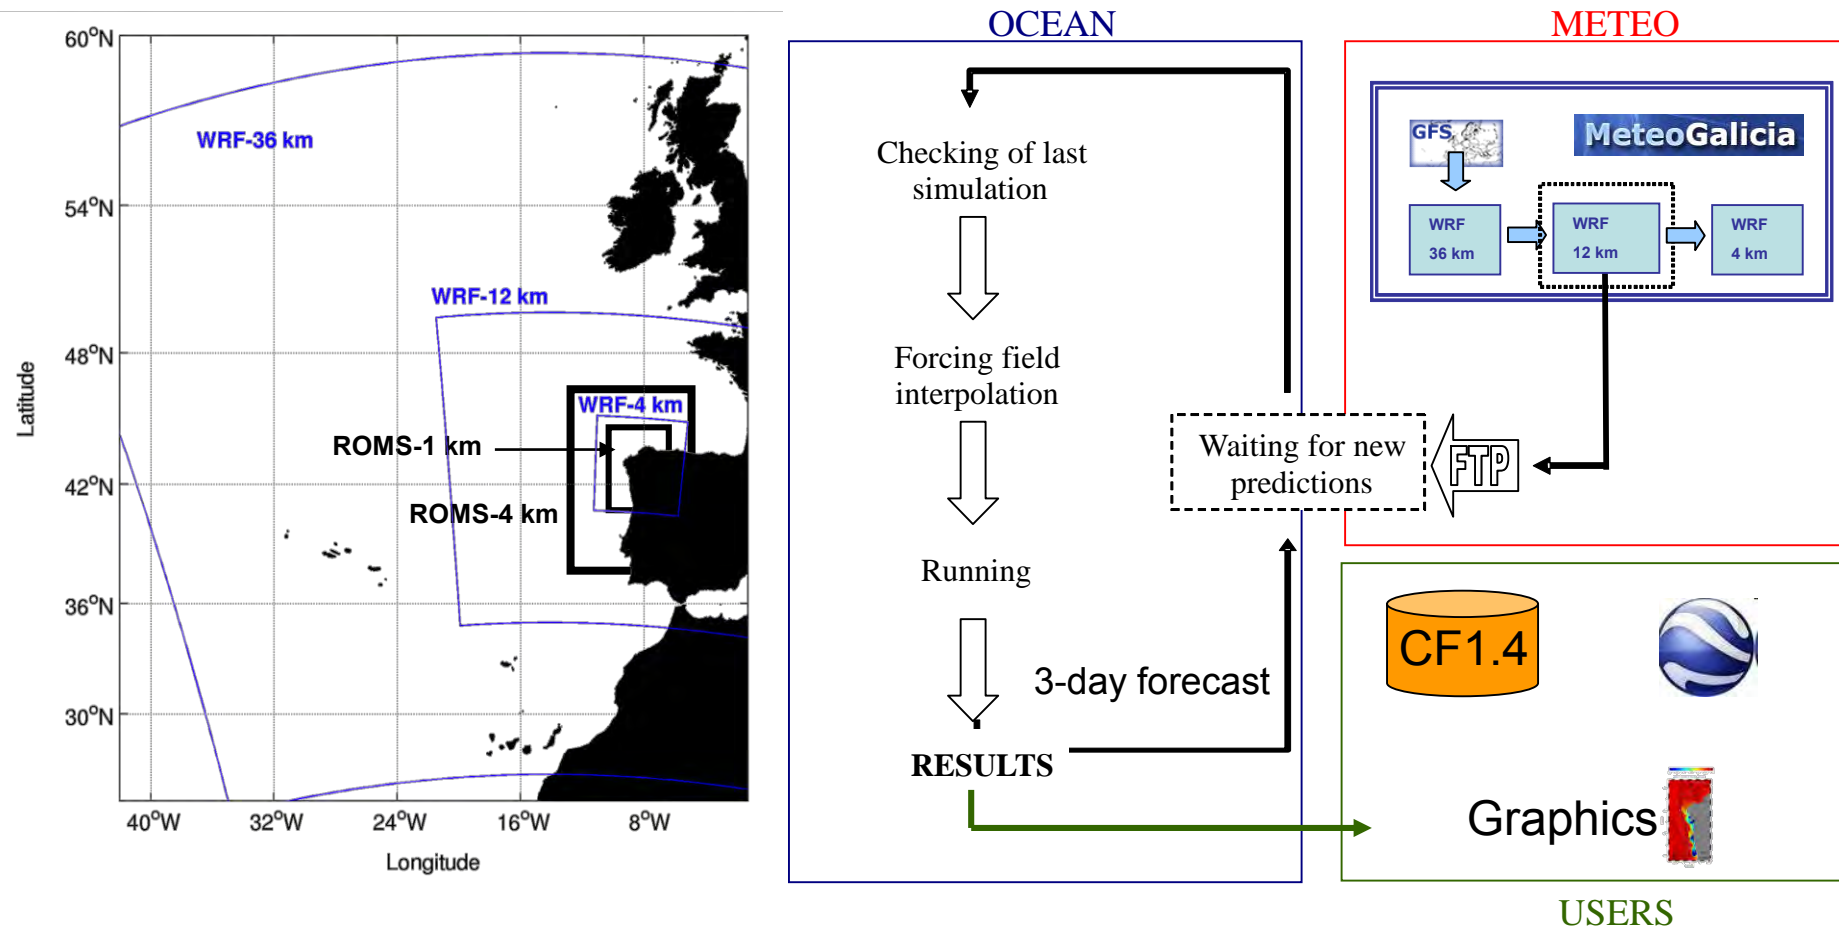 60°N
54°N
48°N
42°N
36°N
30°N
40°W
32°W
24°W
16°W
8°W
Latitude
Longitude
WRF-36 km
WRF-12 km
WRF-4 km
ROMS-1 km
ROMS-4 km
OCEAN
Checking of last
simulation
Forcing field
interpolation
Running
3-day forecast
RESULTS
Waiting for new
predictions
METEO
GFS
MeteoGalicia
WRF
36 km
WRF
12 km
WRF
4 km
FTP
CF1.4
Graphics
USERS